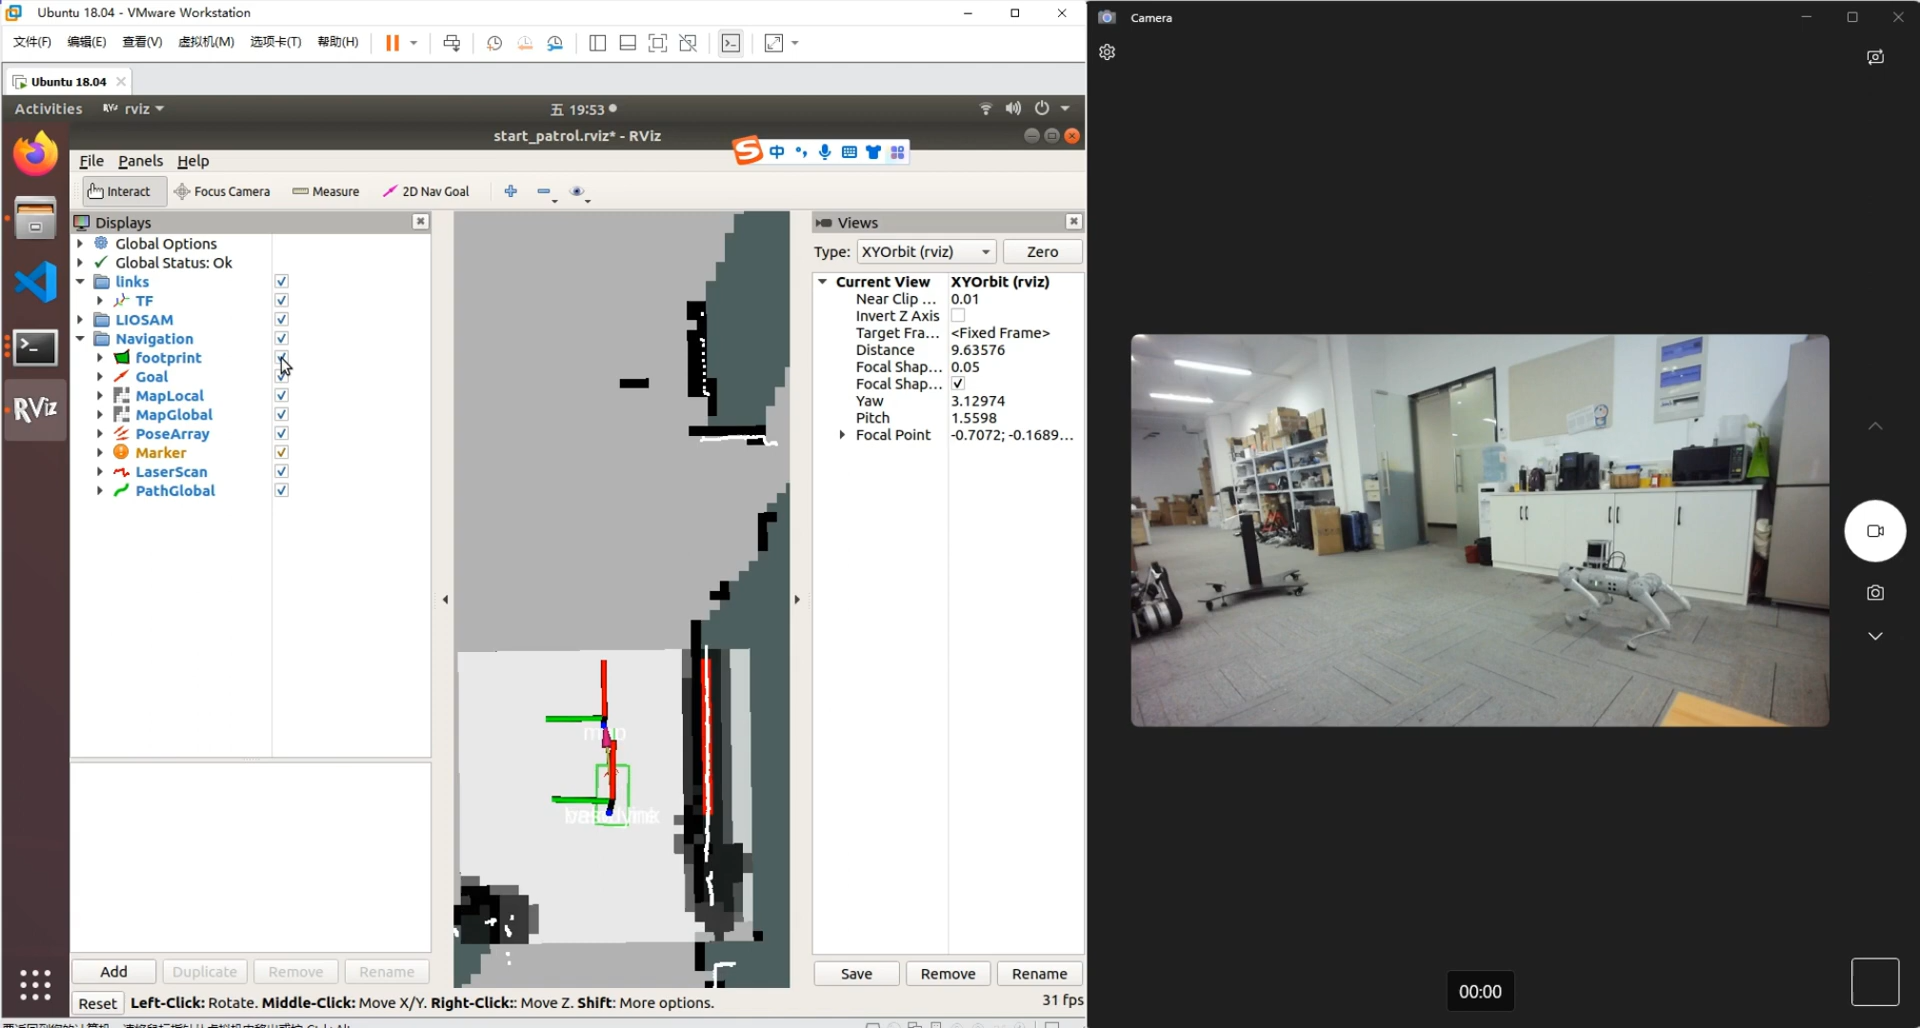 Ubuntu 18.04 - VMware Workstation
文件(F) 编辑(E) 查看(V) 虚拟机(M) 选项卡(T) 帮助(H)
Ubuntu 18.04
Activities
rviz
五 19:53
start_patrol.rviz* - RViz
中
File Panels Help
Interact
Focus Camera
Measure
2D Nav Goal
Displays
Global Options
Global Status: Ok
links
TF
LIOSAM
Navigation
footprint
Goal
MapLocal
MapGlobal
PoseArray
Marker
LaserScan
PathGlobal
RViz
Add
Duplicate
Remove
Rename
Reset
Left-Click: Rotate. Middle-Click: Move X/Y. Right-Click:: Move Z. Shift: More options.
31 fps
map
Views
Type: XYOrbit (rviz)
Zero
Current View XYOrbit (rviz)
Near Clip ... 0.01
Invert Z Axis
Target Fra... <Fixed Frame>
Distance 9.63576
Focal Shap... 0.05
Focal Shap...
Yaw 3.12974
Pitch 1.5598
Focal Point -0.7072; -0.1689...
Save
Remove
Rename
Camera
00:00